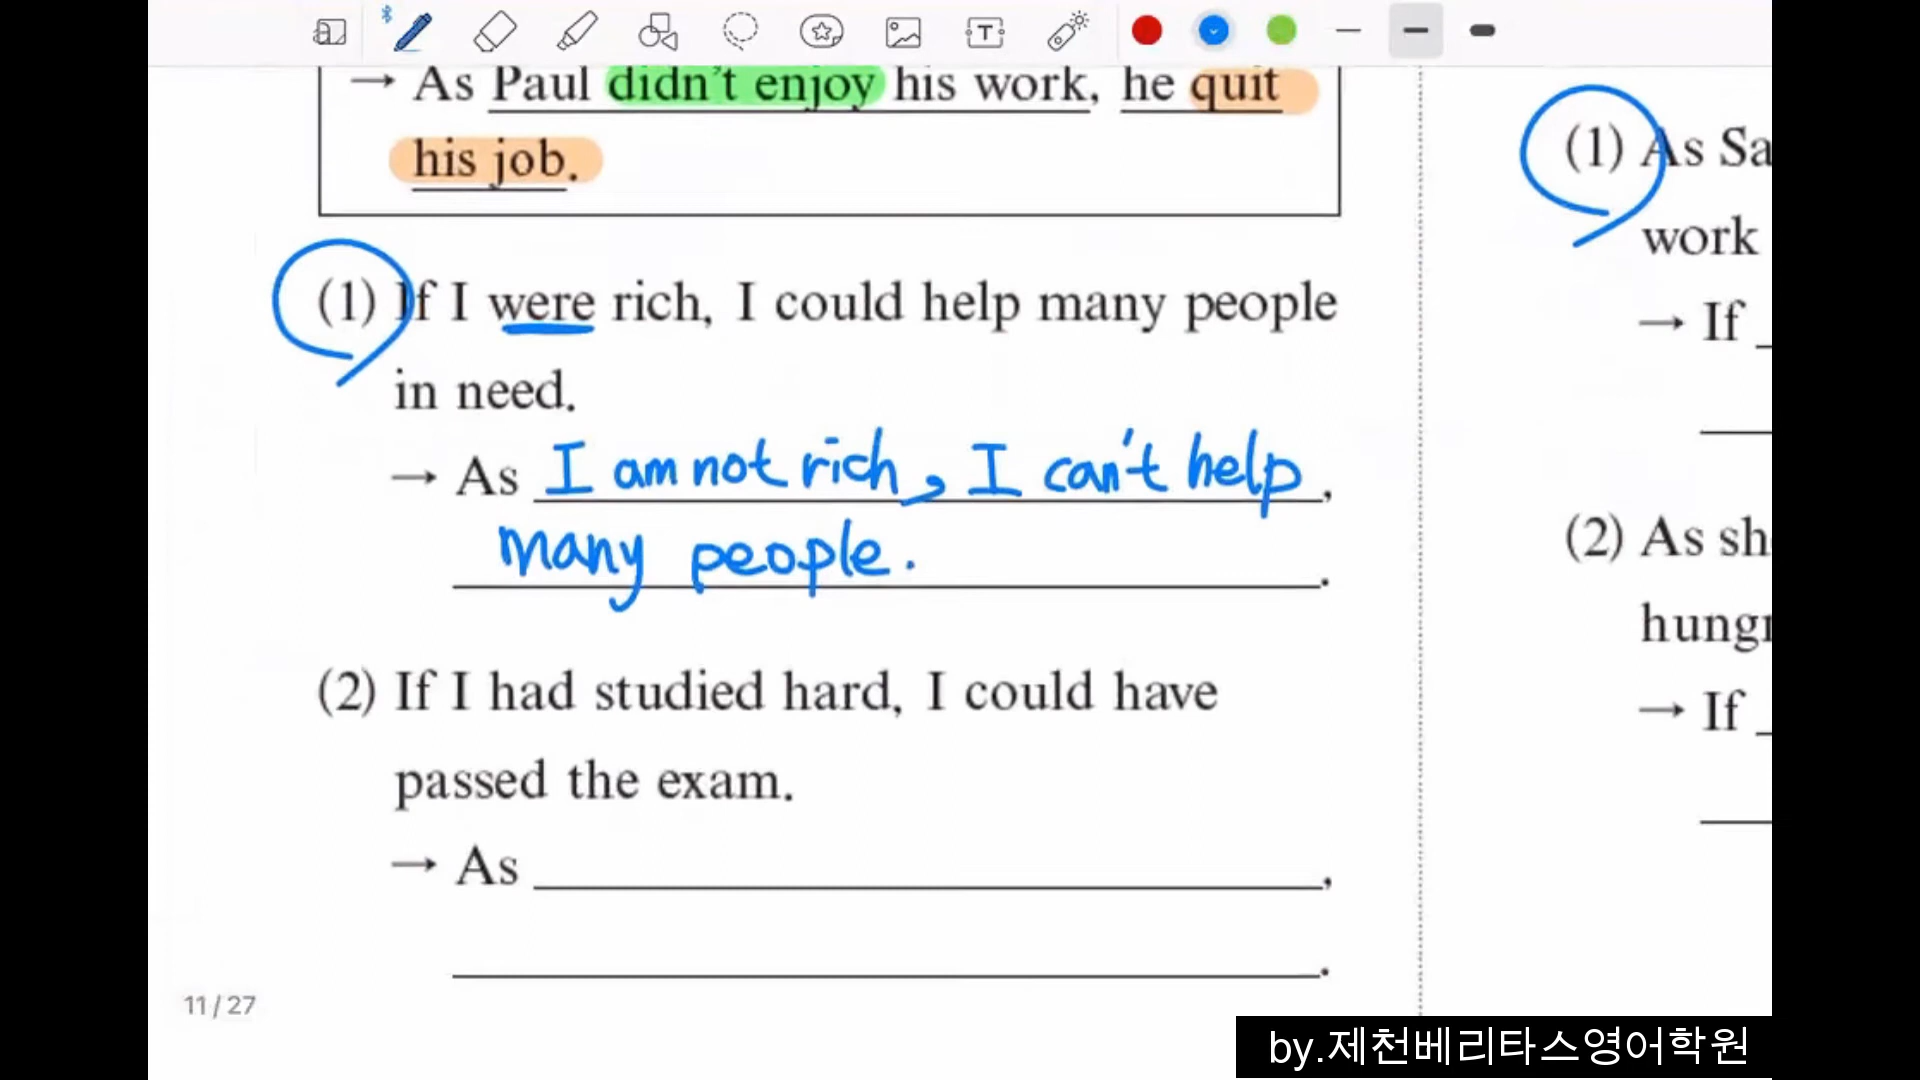 → As Paul didn't enjoy his work, he quit
his job.
(1) If I were rich, I could help many people
in need.
→ As I am not rich, I can't help,
many people.
(2) If I had studied hard, I could have
passed the exam.
→ As ,
.
11 / 27
(1) As Sa
work
→ If
(2) As sh
hungr
→ If
by.제천베리타스영어학원